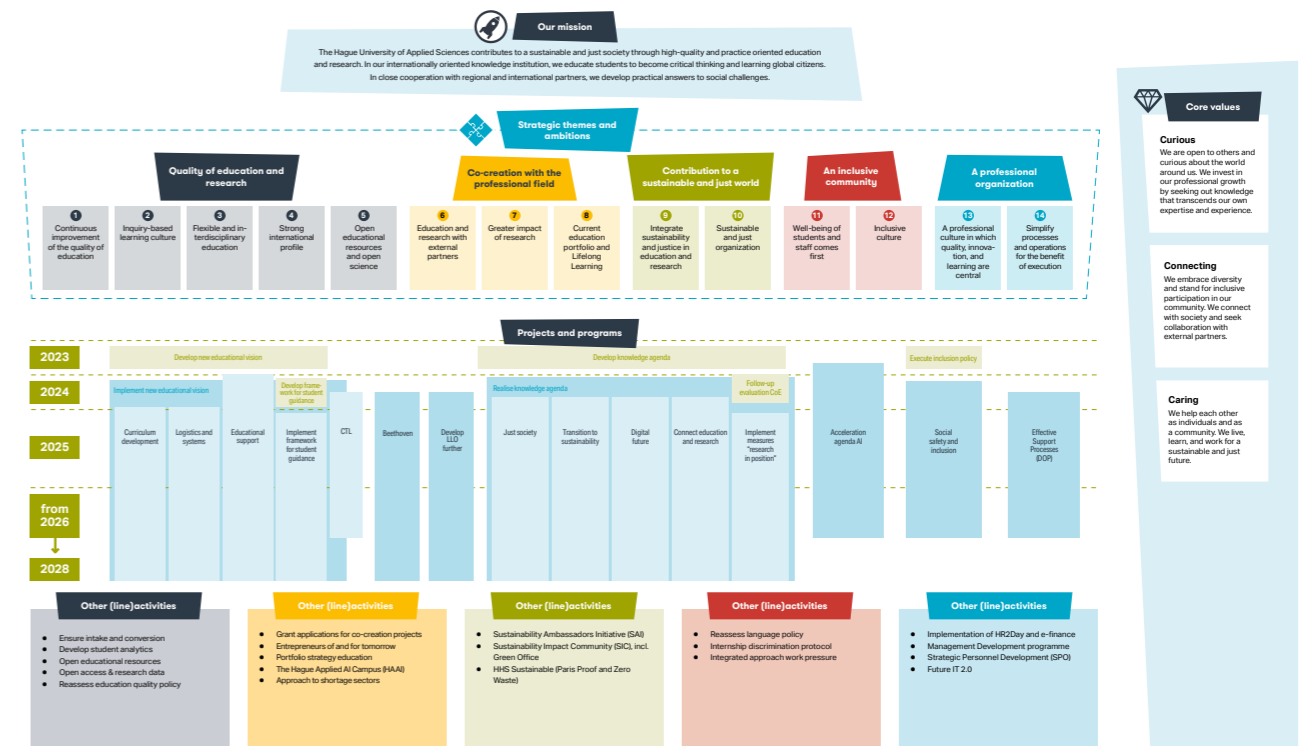 Our mission
The Hague University of Applied Sciences contributes to a sustainable and just society through high-quality and practice oriented education
and research. In our internationally oriented knowledge institution, we educate students to become critical thinking and learning global citizens.
In close cooperation with regional and international partners, we develop practical answers to social challenges.
Strategic themes and
ambitions
Quality of education and
research
1
Continuous
improvement
of the quality of
education
2
Inquiry-based
learning culture
3
Flexible and in-
terdisciplinary
education
4
Strong
international
profile
5
Open
educational
resources
and open
science
Co-creation with the
professional field
6
Education and
research with
external
partners
7
Greater impact
of research
8
Current
education
portfolio and
Lifelong
Learning
Contribution to a
sustainable and just world
9
Integrate
sustainability
and justice in
education and
research
10
Sustainable
and just
organization
An inclusive
community
11
Well-being of
students and
staff comes
first
12
Inclusive
culture
A professional
organization
13
A professional
culture in which
quality, innova-
tion, and
learning are
central
14
Simplify
processes
and operations
for the benefit
of execution
Projects and programs
2023
Develop new educational vision
Develop knowledge agenda
Execute inclusion policy
2024
Implement new educational vision
Develop frame-
work for student
guidance
Realise knowledge agenda
Follow-up
evaluation CoE
2025
Curriculum
development
Logistics and
systems
Educational
support
Implement
framework
for student
guidance
CTL
Beethoven
Develop
LLO
further
Just society
Transition to
sustainability
Digital
future
Connect education
and research
Implement
measures
"research
in position"
Acceleration
agenda AI
Social
safety and
inclusion
Effective
Support
Processes
(DOP)
from
2026
2028
Other (line)activities
● Ensure intake and conversion
● Develop student analytics
● Open educational resources
● Open access & research data
● Reassess education quality policy
Other (line)activities
● Grant applications for co-creation projects
● Entrepreneurs of and for tomorrow
● Portfolio strategy education
● The Hague Applied AI Campus (HAAI)
● Approach to shortage sectors
Other (line)activities
● Sustainability Ambassadors Initiative (SAI)
● Sustainability Impact Community (SIC), incl.
Green Office
● HHS Sustainable (Paris Proof and Zero
Waste)
Other (line)activities
● Reassess language policy
● Internship discrimination protocol
● Integrated approach work pressure
Other (line)activities
● Implementation of HR2Day and e-finance
● Management Development programme
● Strategic Personnel Development (SPO)
● Future IT 2.0
Core values
Curious
We are open to others and
curious about the world
around us. We invest in
our professional growth
by seeking out knowledge
that transcends our own
expertise and experience.
Connecting
We embrace diversity
and stand for inclusive
participation in our
community. We connect
with society and seek
collaboration with
external partners.
Caring
We help each other
as individuals and as
a community. We live,
learn, and work for a
sustainable and just
future.